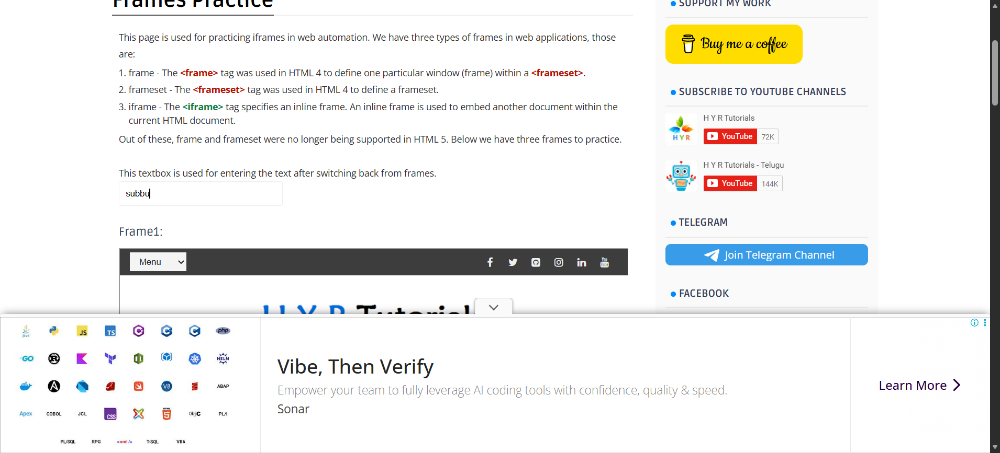 Frames Practice
This page is used for practicing iframes in web automation. We have three types of frames in web applications, those
are:
1. frame - The <frame> tag was used in HTML 4 to define one particular window (frame) within a <frameset>.
2. frameset - The <frameset> tag was used in HTML 4 to define a frameset.
3. iframe - The <iframe> tag specifies an inline frame. An inline frame is used to embed another document within the
current HTML document.
Out of these, frame and frameset were no longer being supported in HTML 5. Below we have three frames to practice.
This textbox is used for entering the text after switching back from frames.
subbu
Frame1:
Menu
You
Tube
H Y R Tutorials
SUPPORT MY WORK
Buy me a coffee
SUBSCRIBE TO YOUTUBE CHANNELS
HYR
H Y R Tutorials
YouTube 72K
H Y R Tutorials - Telugu
YouTube 144K
TELEGRAM
Join Telegram Channel
FACEBOOK
Java JS TS C C C php
GO R HELM
A VB ABAP
Apex COBOL JCL CSS HTML 5 ObjC PL/I
PL/SQL RPG <xml/> T-SQL VB6
Vibe, Then Verify
Empower your team to fully leverage AI coding tools with confidence, quality & speed.
Sonar
Learn More